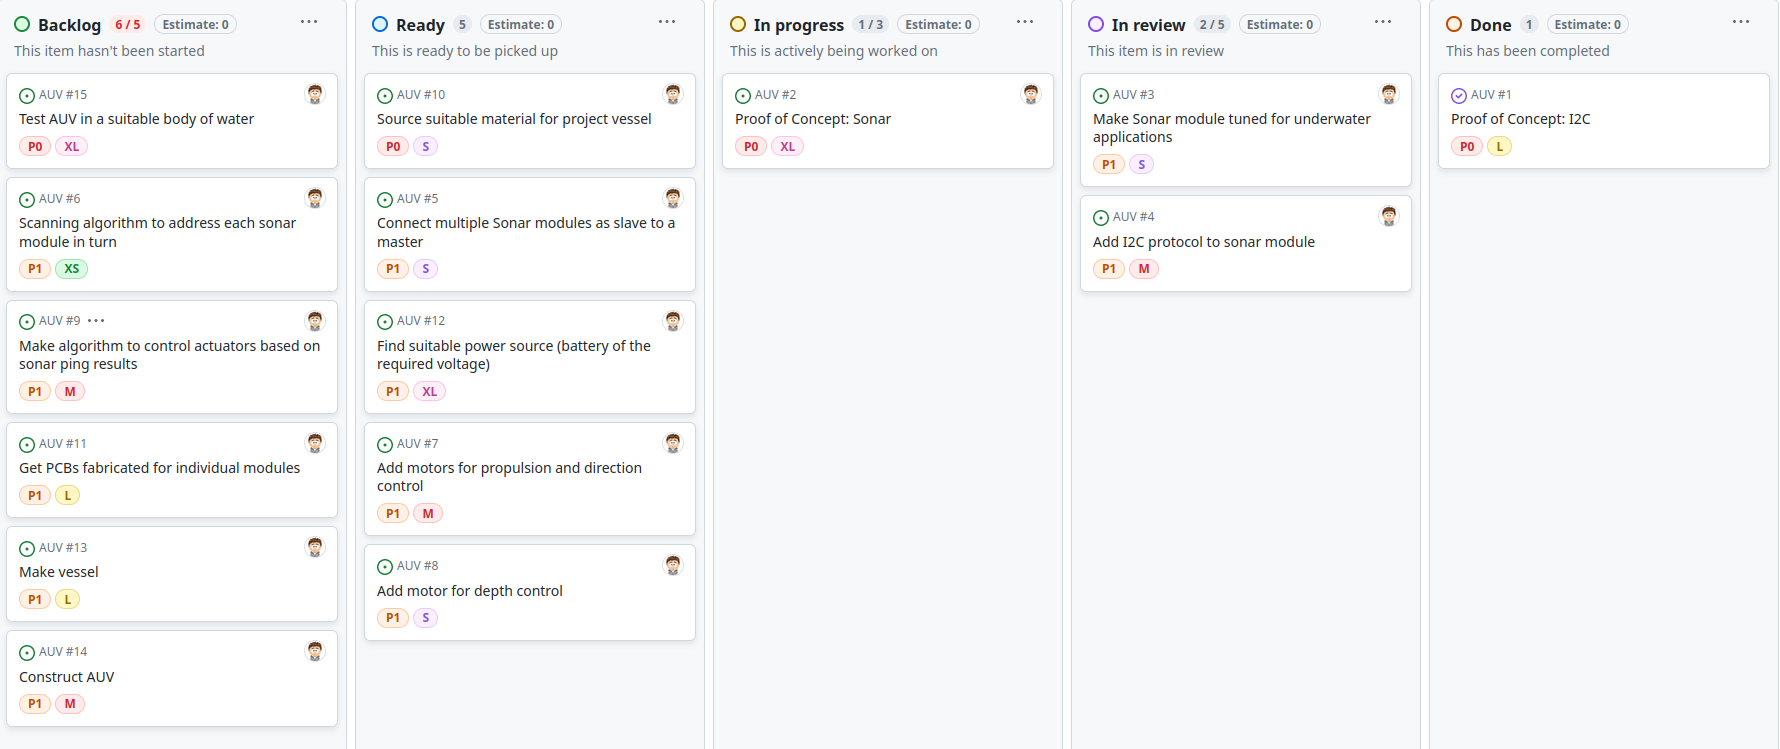 Backlog 6 / 5 Estimate: 0
This item hasn't been started
AUV #15
Test AUV in a suitable body of water
P0 XL
AUV #6
Scanning algorithm to address each sonar
module in turn
P1 XS
AUV #9
Make algorithm to control actuators based on
sonar ping results
P1 M
AUV #11
Get PCBs fabricated for individual modules
P1 L
AUV #13
Make vessel
P1 L
AUV #14
Construct AUV
P1 M
Ready 5 Estimate: 0
This is ready to be picked up
AUV #10
Source suitable material for project vessel
P0 S
AUV #5
Connect multiple Sonar modules as slave to a
master
P1 S
AUV #12
Find suitable power source (battery of the
required voltage)
P1 XL
AUV #7
Add motors for propulsion and direction
control
P1 M
AUV #8
Add motor for depth control
P1 S
In progress 1 / 3 Estimate: 0
This is actively being worked on
AUV #2
Proof of Concept: Sonar
P0 XL
In review 2 / 5 Estimate: 0
This item is in review
AUV #3
Make Sonar module tuned for underwater
applications
P1 S
AUV #4
Add I2C protocol to sonar module
P1 M
Done 1 Estimate: 0
This has been completed
AUV #1
Proof of Concept: I2C
P0 L